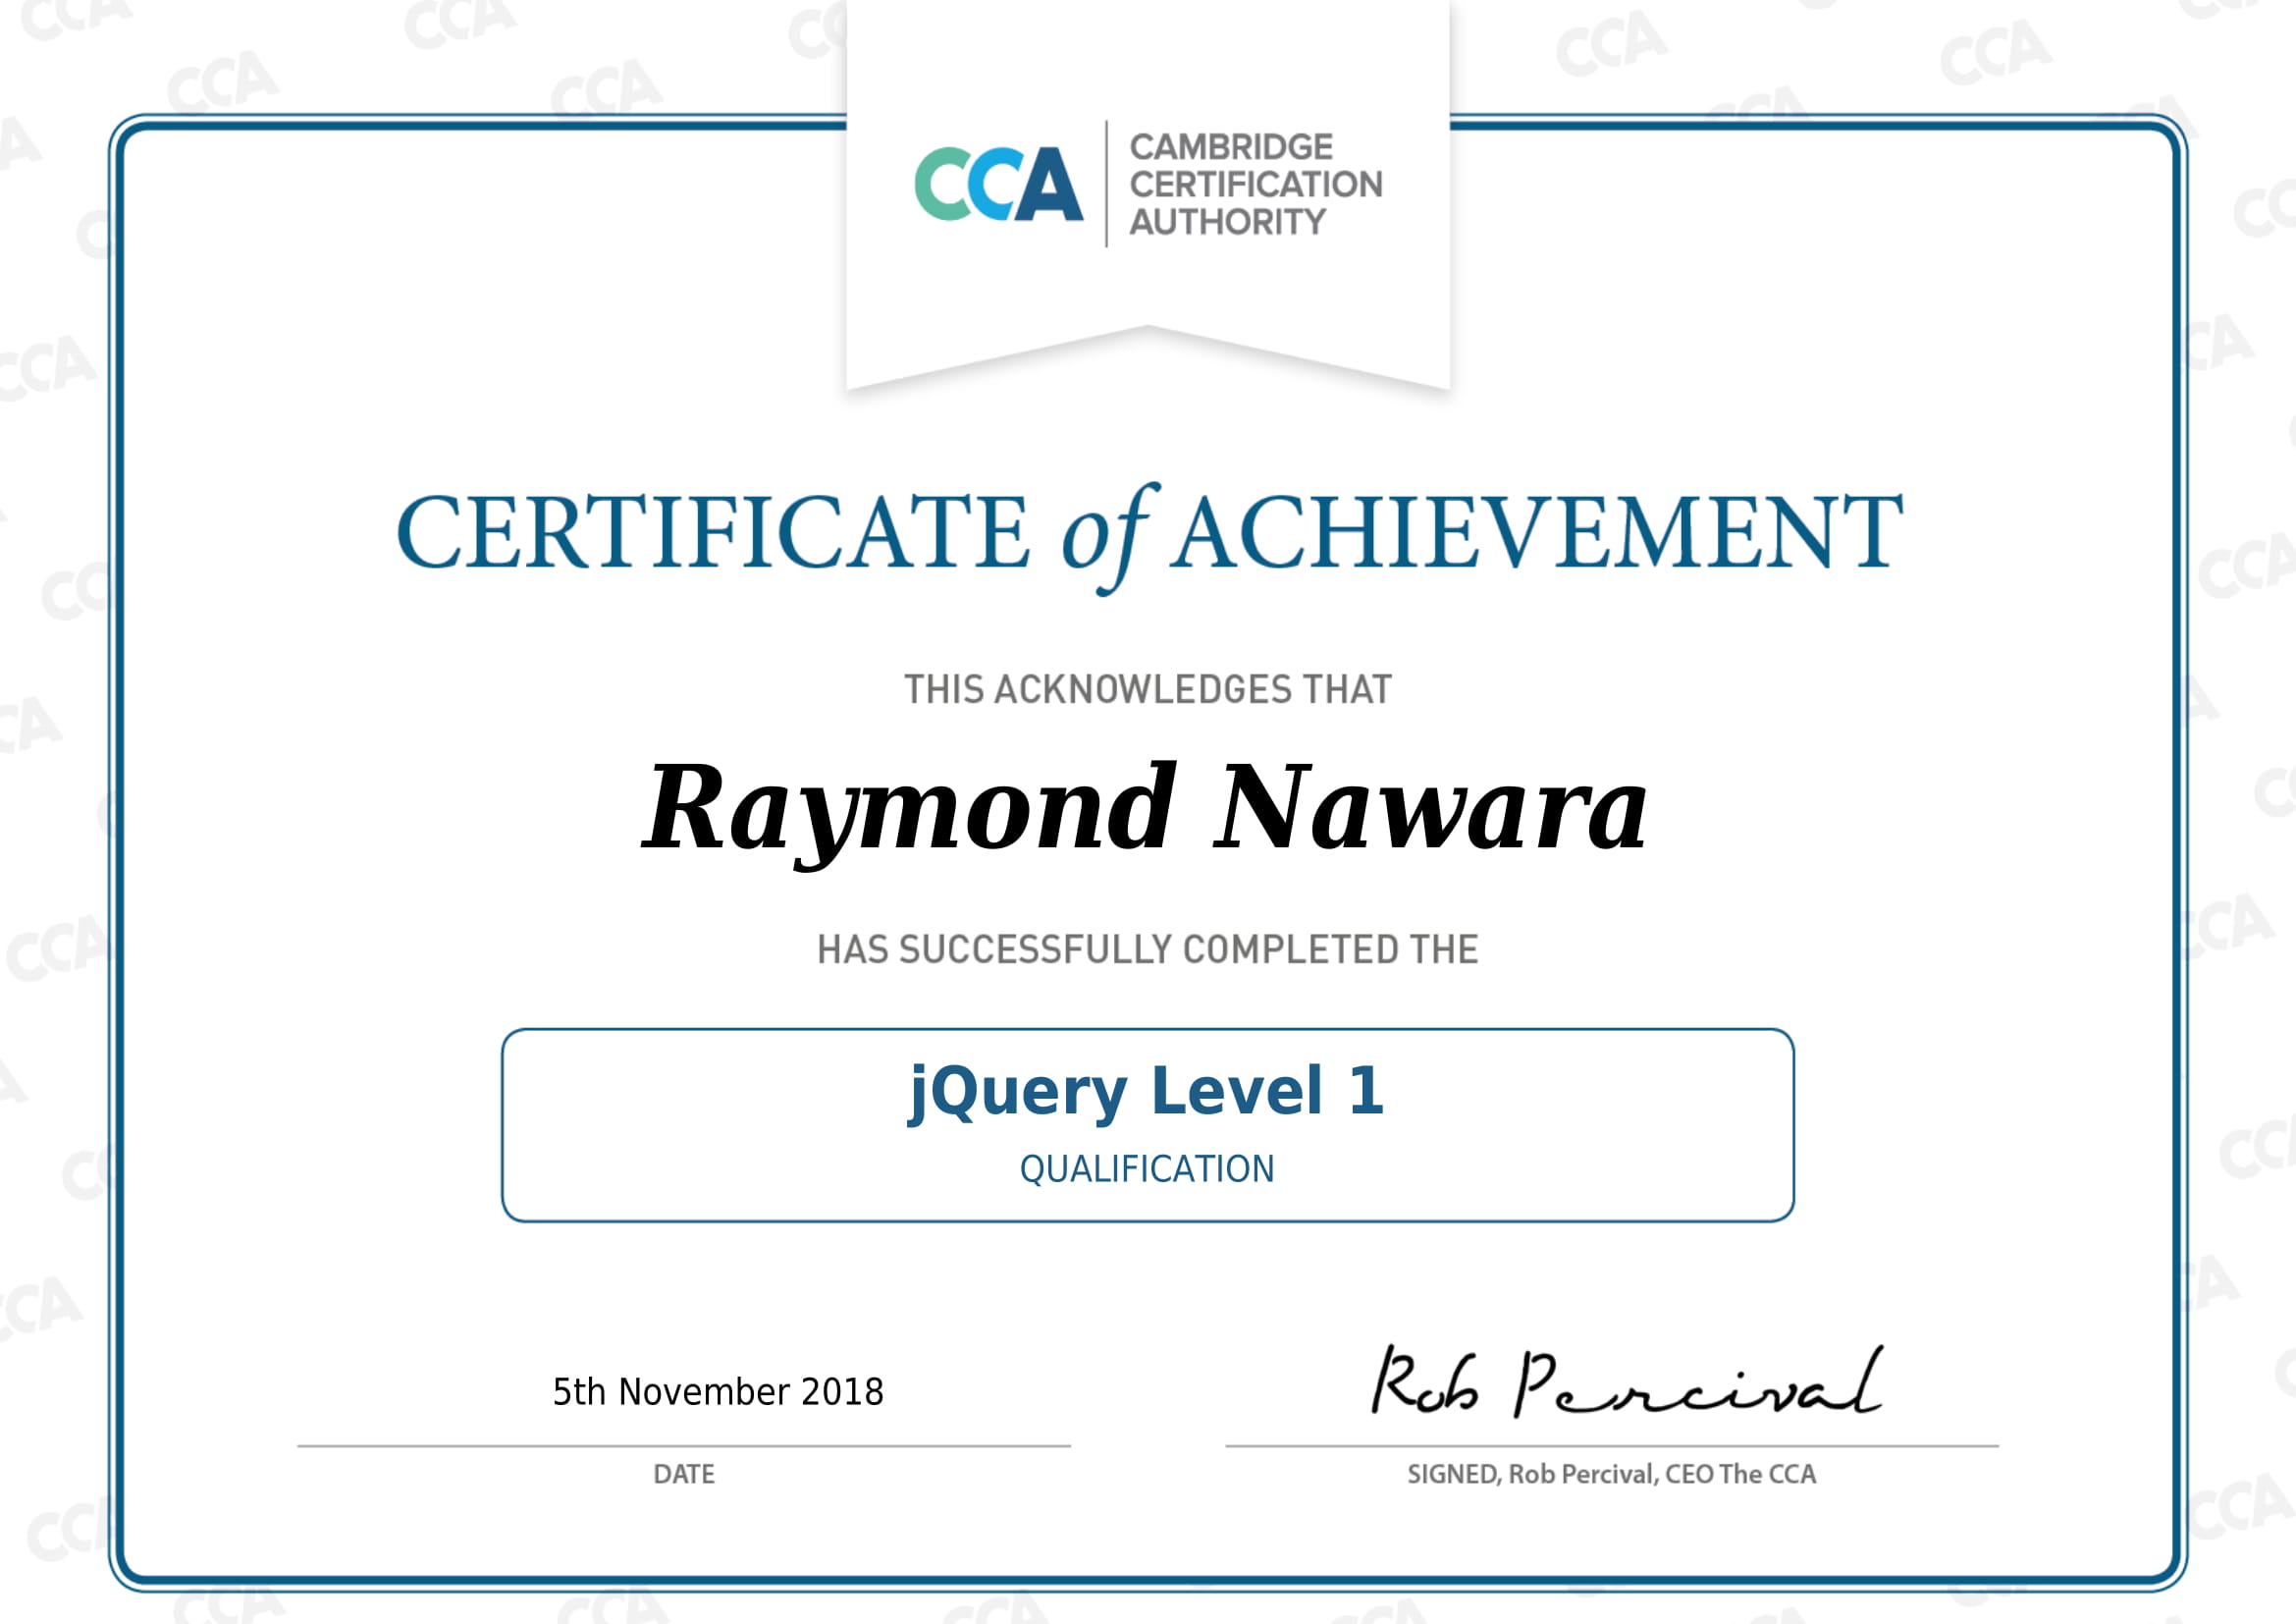 CCA
CAMBRIDGE
CERTIFICATION
AUTHORITY
CERTIFICATE of ACHIEVEMENT
THIS ACKNOWLEDGES THAT
Raymond Nawara
HAS SUCCESSFULLY COMPLETED THE
jQuery Level 1
QUALIFICATION
5th November 2018
Rob Percival
DATE
SIGNED, Rob Percival, CEO The CCA